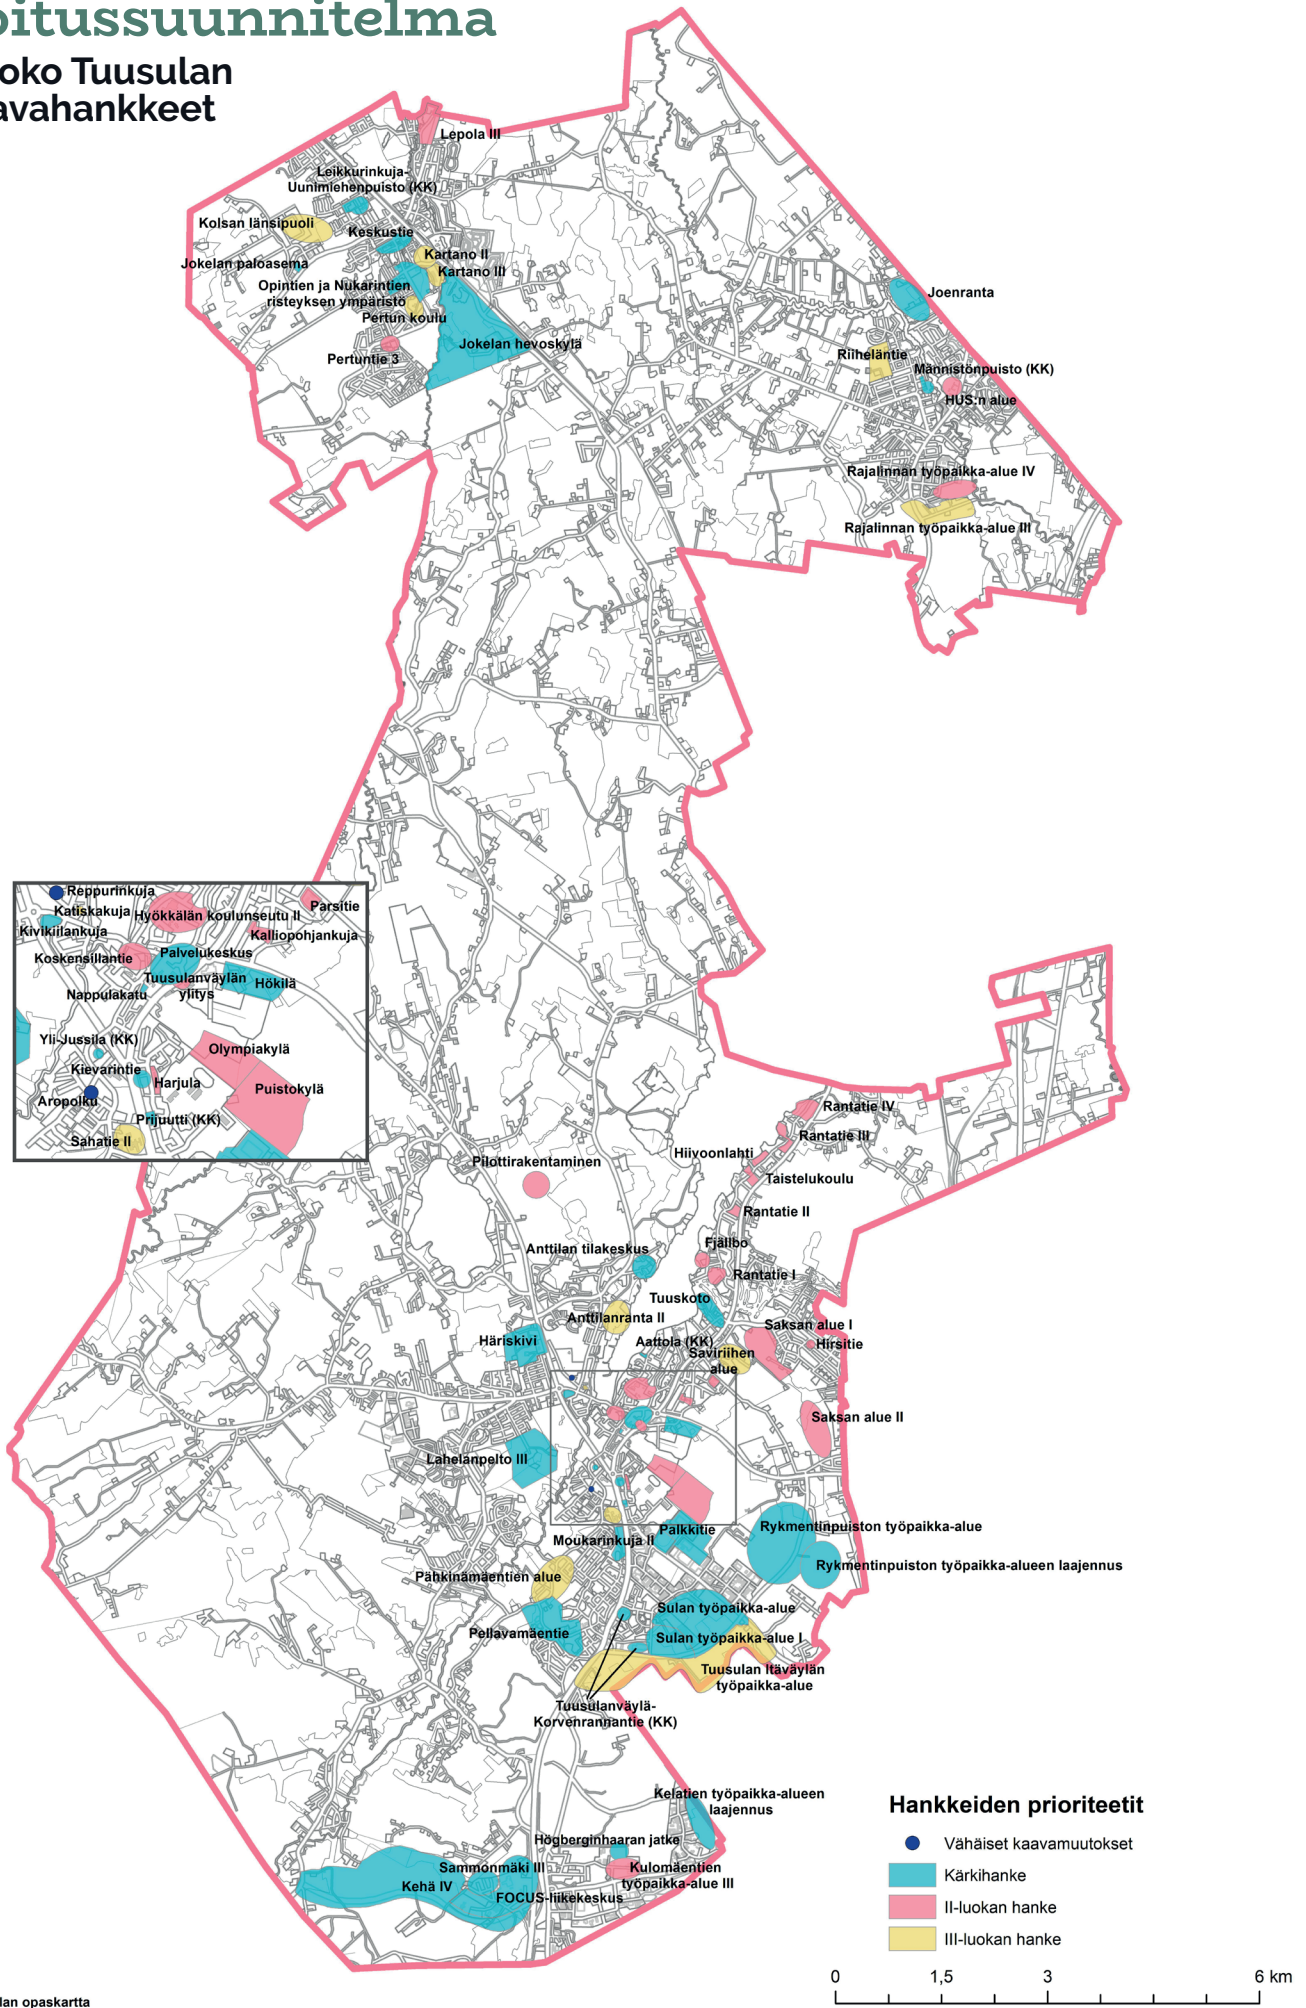 oitussuunnitelma
oko Tuusulan
avahankkeet
Lepola III
Leikkurinkuja-
Uunimiehenpuisto (KK)
Kolsan länsipuoli
Keskustie
Jokelan paloasema
Kartano II
Kartano III
Opintien ja Nukarintien
risteyksen ympäristö
Pertun koulu
Jokelan hevoskylä
Pertuntie 3
Joenranta
Riiheläntie
Männistönpuisto (KK)
HUS:n alue
Rajalinnan työpaikka-alue IV
Rajalinnan työpaikka-alue III
Reppurinkuja
Katiskakuja
Hyökkälän koulunseutu II
Parsitie
Kivikiilankuja
Kalliopohjankuja
Koskensillantie
Palvelukeskus
Tuusulanväylän
ylitys
Hökilä
Nappulakatu
Yli-Jussila (KK)
Olympiakylä
Kievarintie
Harjula
Puistokylä
Aropolku
Prijuutti (KK)
Sahatie II
Rantatie IV
Rantatie III
Hiivoonlahti
Pilottirakentaminen
Taistelukoulu
Rantatie II
Fjällbo
Anttilan tilakeskus
Rantatie I
Tuuskoto
Anttilanranta II
Saksan alue I
Häriskivi
Aattola (KK)
Hirsitie
Saviriihen
alue
Saksan alue II
Lahelanpelto III
Rykmentinpuiston työpaikka-alue
Palkkitie
Moukarinkuja II
Rykmentinpuiston työpaikka-alueen laajennus
Pähkinämäentien alue
Sulan työpaikka-alue
Pellavamäentie
Sulan työpaikka-alue I
Tuusulan Itäväylän
työpaikka-alue
Tuusulanväylä-
Korvenrannantie (KK)
Kelatien työpaikka-alueen
laajennus
Högberginhaaran jatke
Sammonmäki III
Kulomäentien
työpaikka-alue III
Kehä IV
FOCUS-liikekeskus
Hankkeiden prioriteetit
Vähäiset kaavamuutokset
Kärkihanke
II-luokan hanke
III-luokan hanke
0 1,5 3 6 km
lan opaskartta